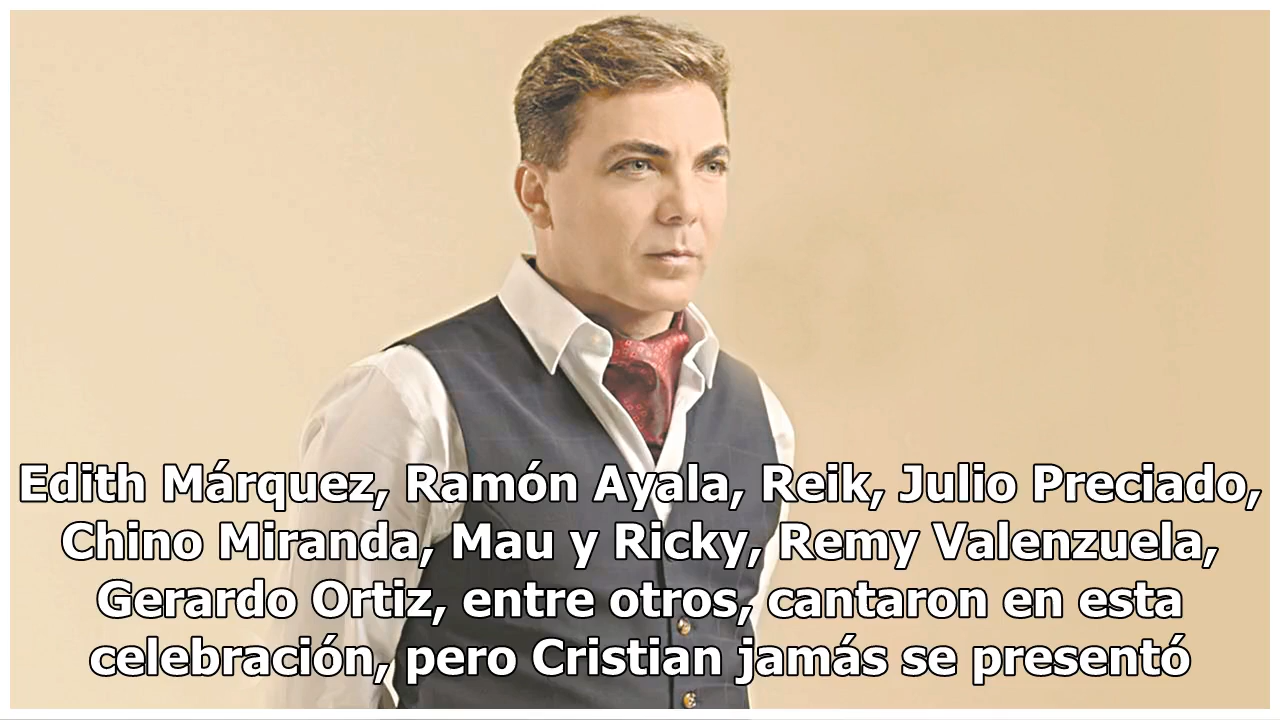 Edith Márquez, Ramón Ayala, Reik, Julio Preciado,
Chino Miranda, Mau y Ricky, Remy Valenzuela,
Gerardo Ortiz, entre otros, cantaron en esta
celebración, pero Cristian jamás se presentó